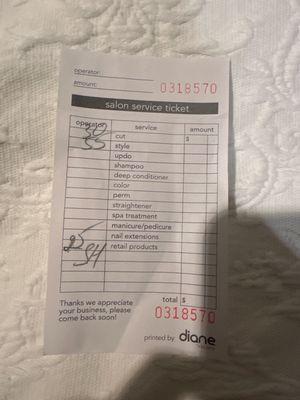 operator:
amount: 0318570
salon service ticket
operator service amount
30 cut $
55 style
updo
shampoo
deep conditioner
color
perm
straightener
spa treatment
manicure/pedicure
nail extensions
retail products
total $
Thanks we appreciate
your business, please
come back soon!
0318570
printed by diane